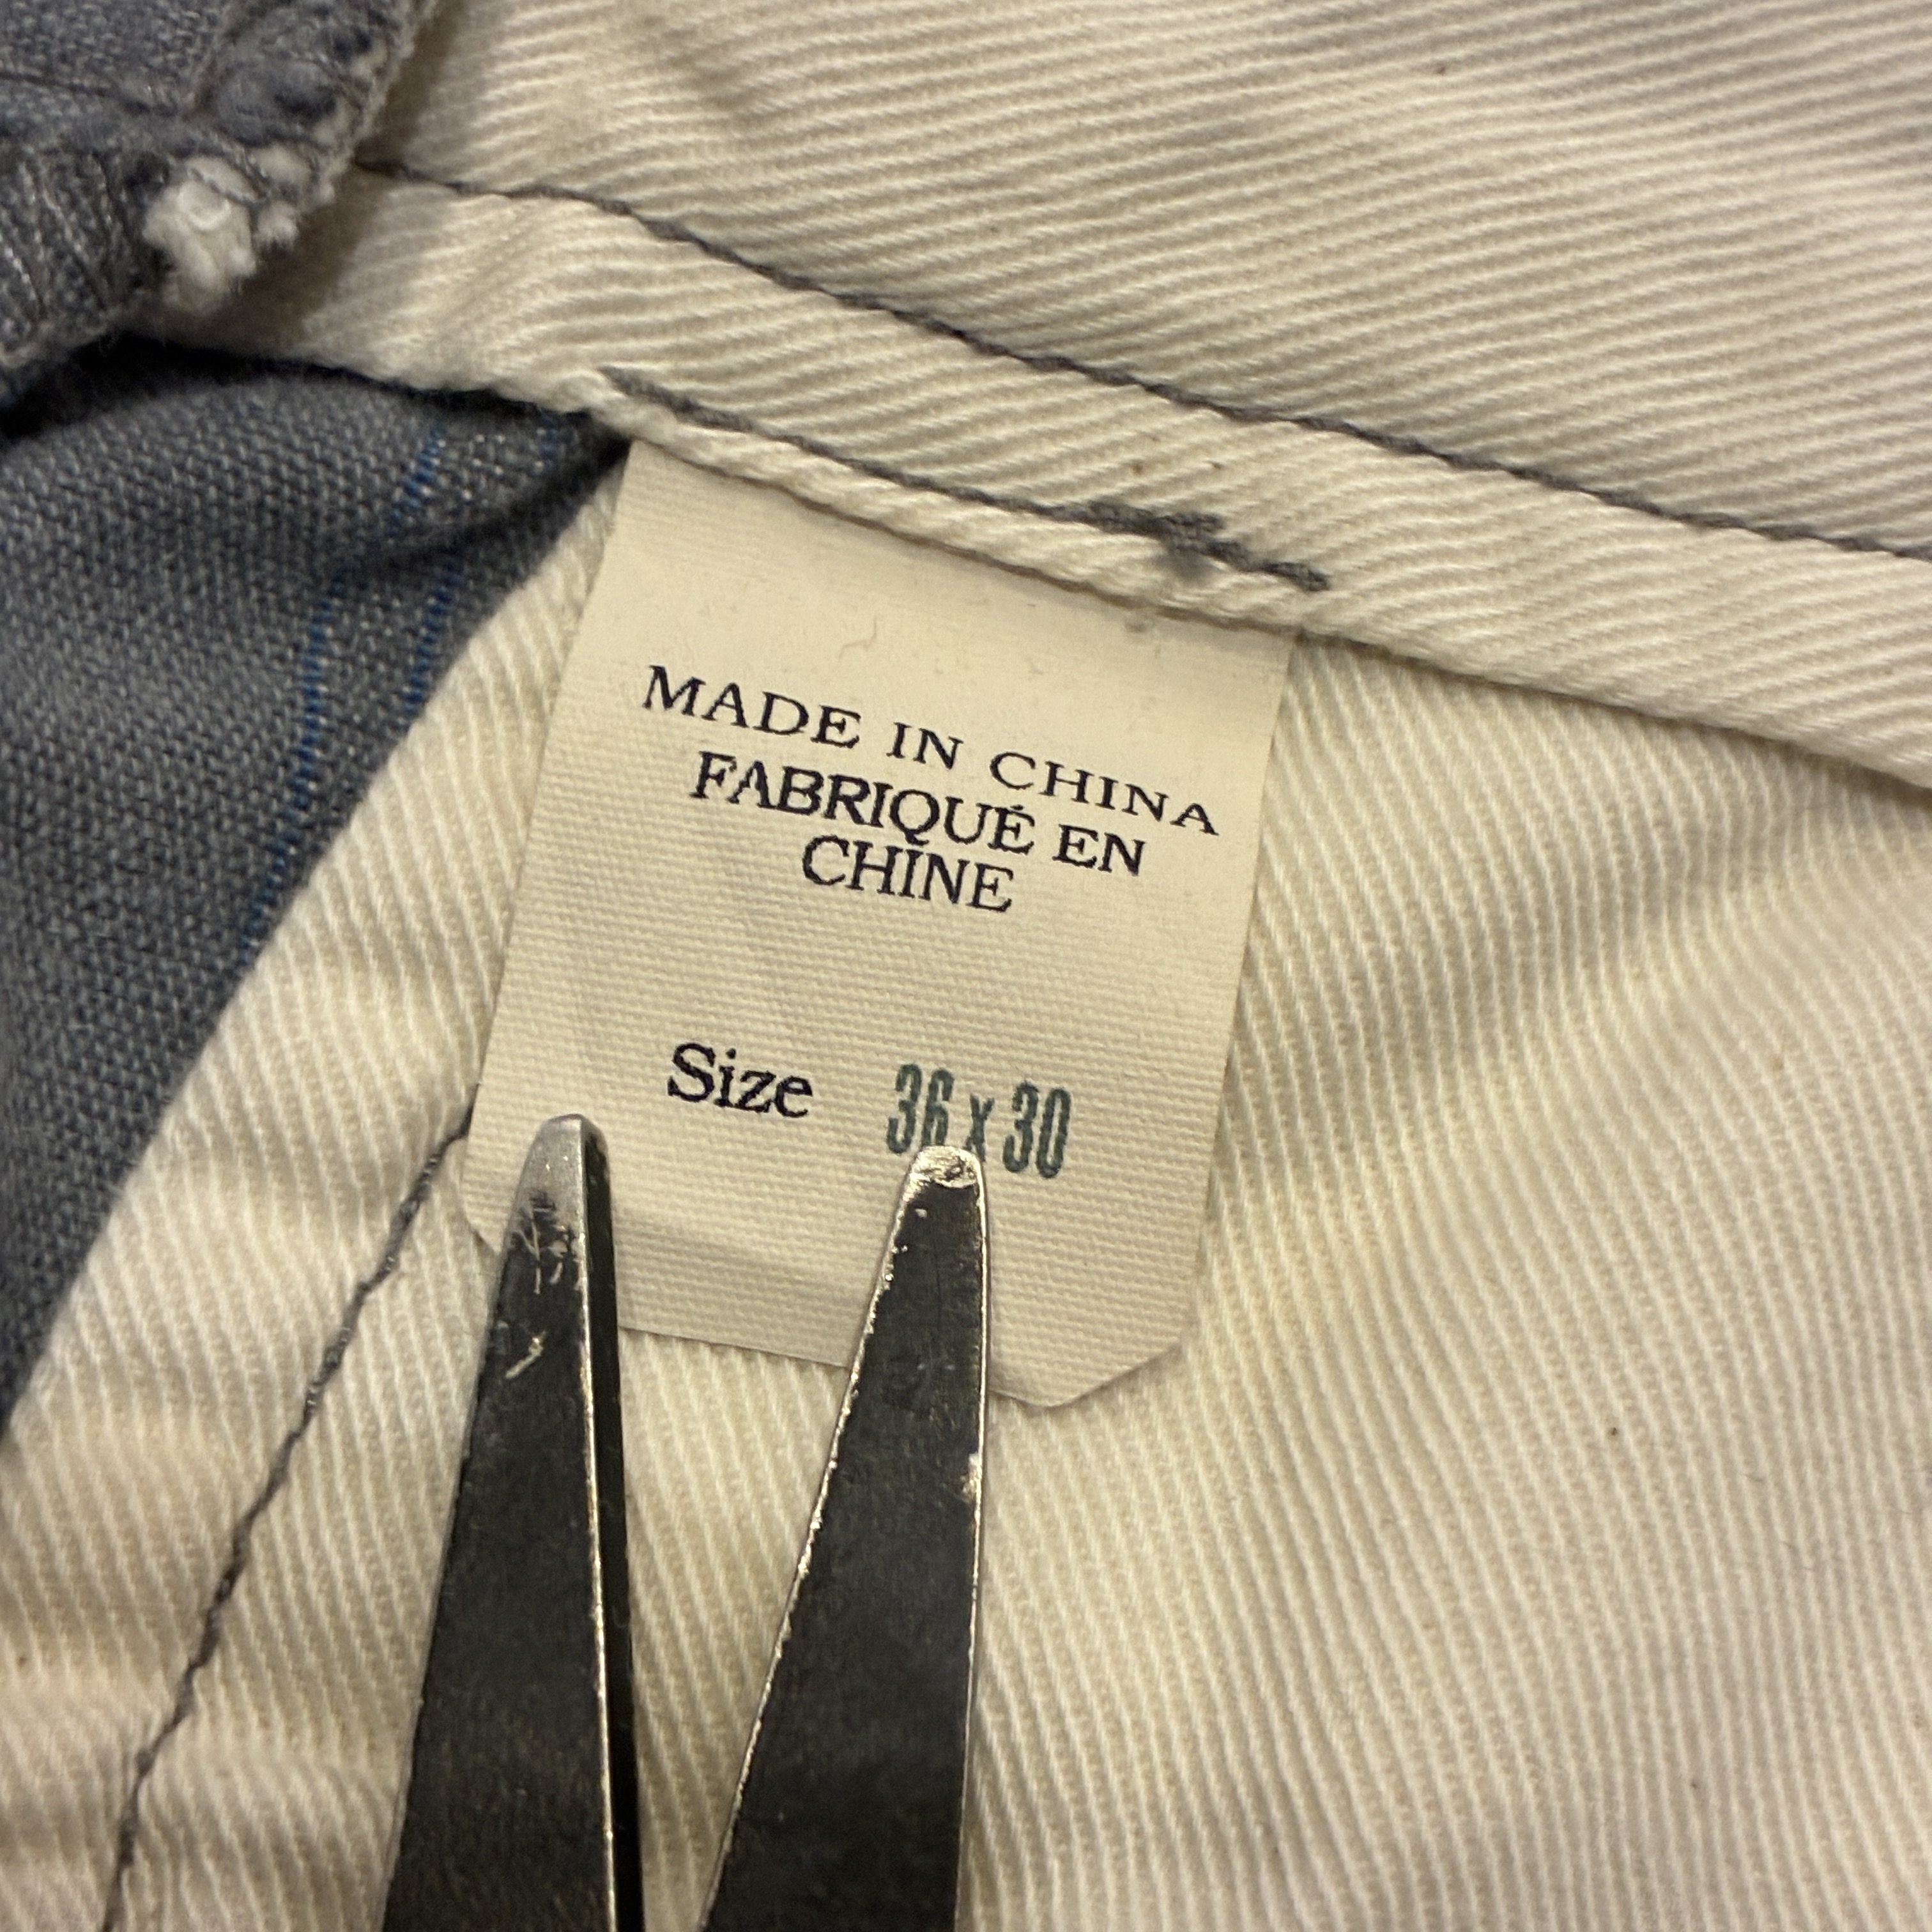 MADE IN CHINA
FABRIQUÉ EN
CHINE
Size 36 x 30